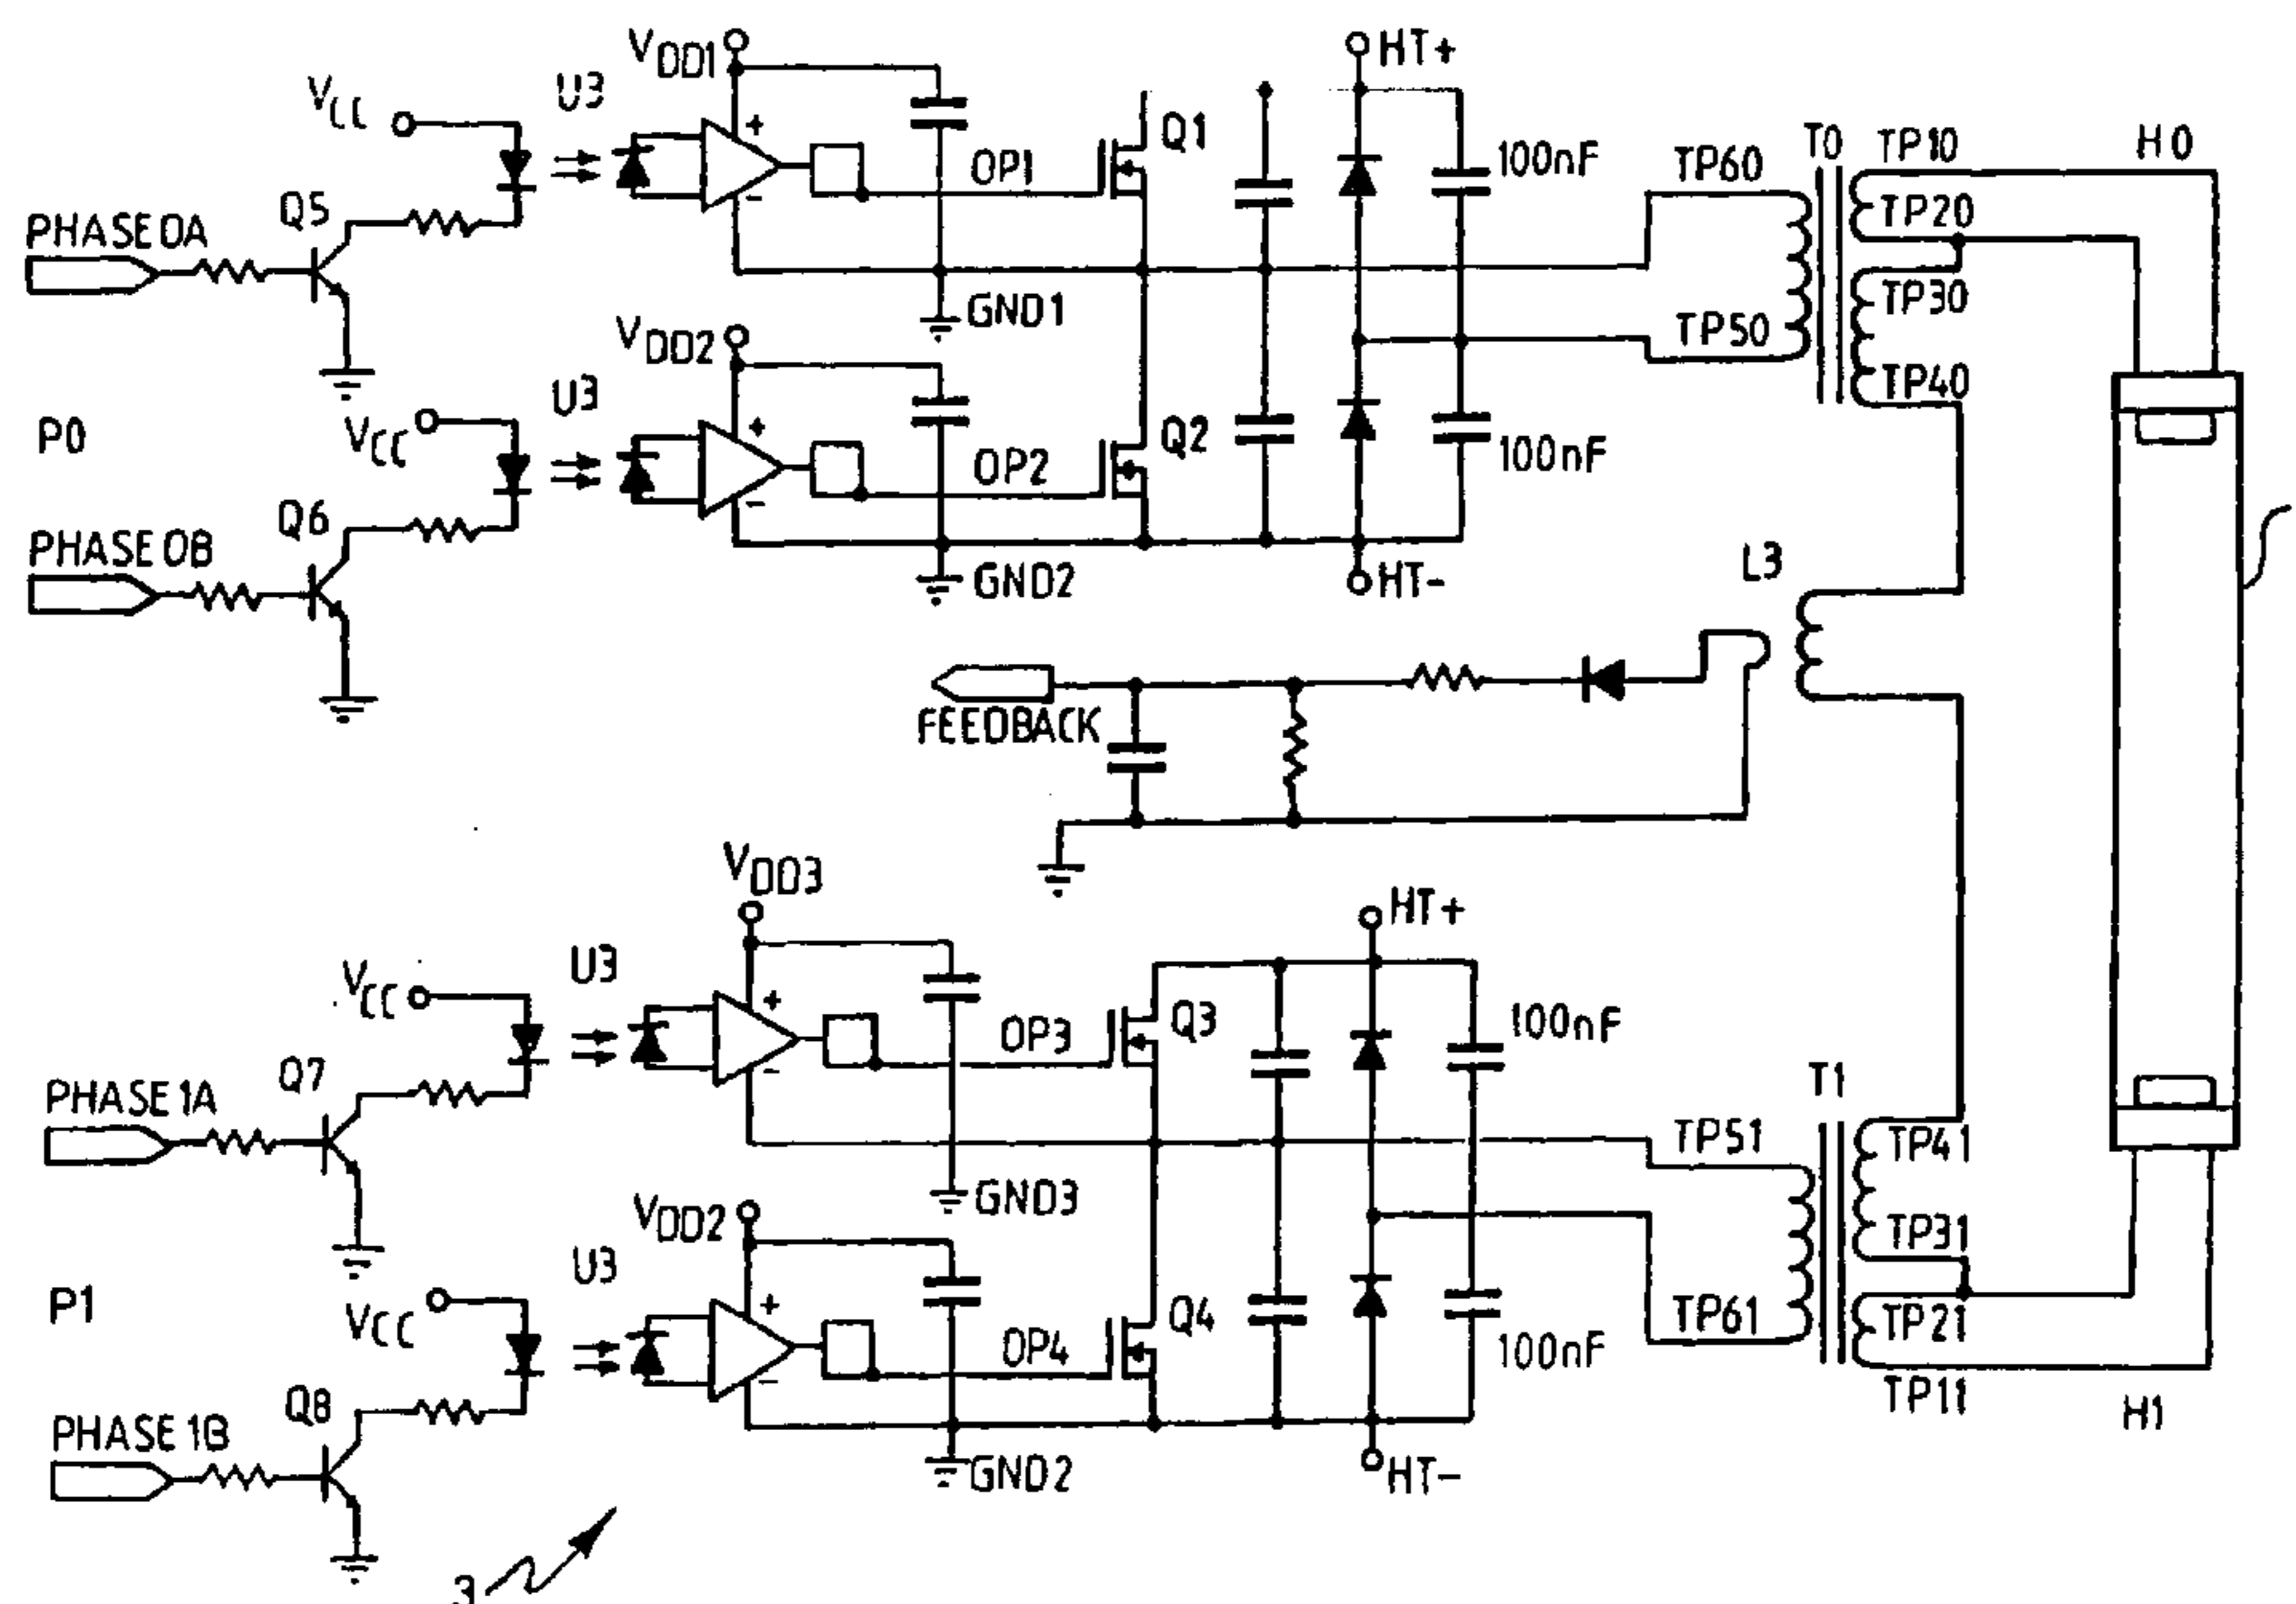 VDD1
HT+
VCC
U3
Q1
100nF
TP60
T0
TP10
H0
OP1
PHASE 0A
Q5
TP20
GND1
TP30
VDD2
TP50
TP40
P0
VCC
U3
Q2
100nF
OP2
PHASE 0B
Q6
GND2
HT-
L3
FEEDBACK
VDD3
HT+
VCC
U3
Q3
100nF
OP3
PHASE 1A
Q7
T1
TP51
TP41
GND3
VDD2
TP31
P1
VCC
U3
Q4
100nF
TP61
TP21
OP4
PHASE 1B
Q8
TP11
H1
GND2
HT-
3